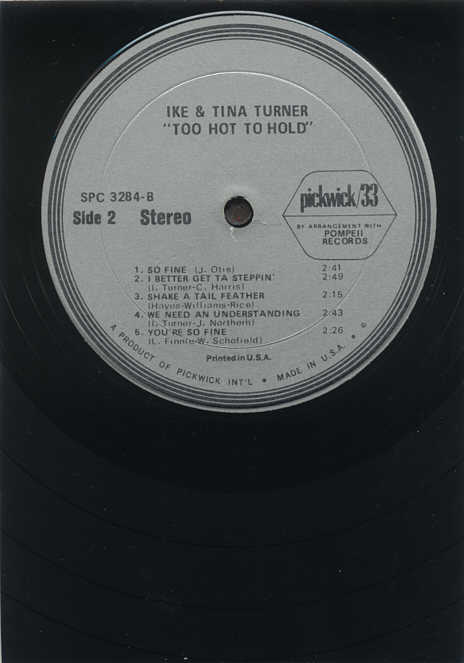 IKE & TINA TURNER
"TOO HOT TO HOLD"
SPC 3284-B
Side 2 Stereo
pickwick/33
BY ARRANGEMENT WITH
POMPEII
RECORDS
1. SO FINE (J. Otis) 2:41
2. I BETTER GET TA STEPPIN' 2:49
(I. Turner-C. Harris)
3. SHAKE A TAIL FEATHER 2:15
(Hayes-Williams-Rice)
4. WE NEED AN UNDERSTANDING 2:43
(I. Turner-J. Northern)
5. YOU'RE SO FINE 2:26
(L. Finnie-W. Schofield)
Printed in U.S.A.
A PRODUCT OF PICKWICK INT'L • MADE IN U.S.A. • ©